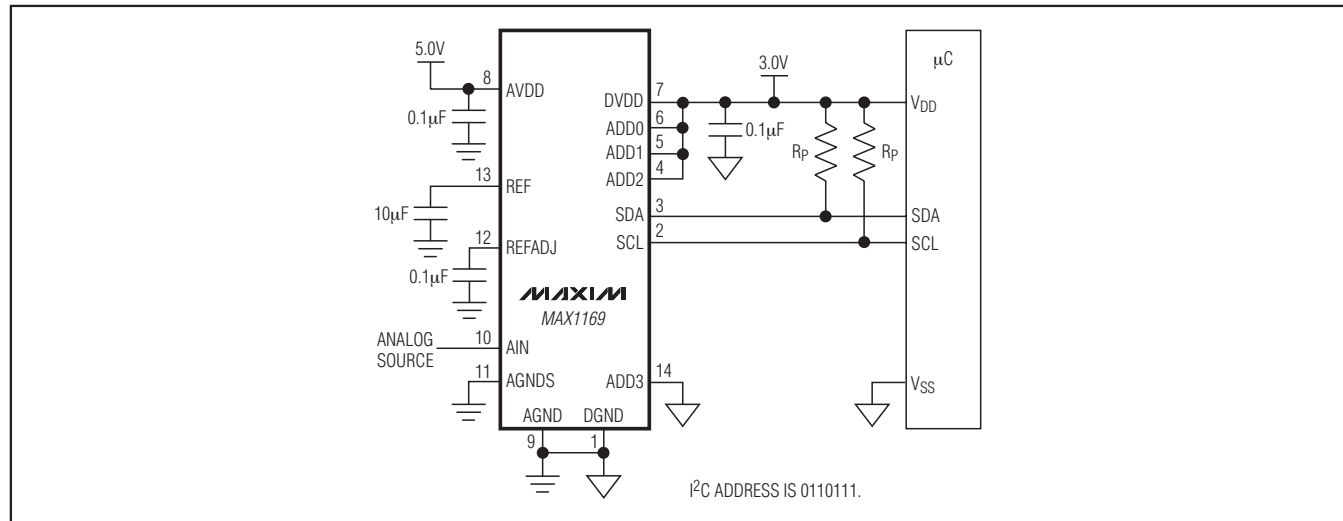 5.0V
8
AVDD
0.1μF
13
REF
10μF
12
REFADJ
0.1μF
MAXIM
MAX1169
ANALOG
SOURCE
10
AIN
11
AGNDS
AGND
DGND
9
1
3.0V
7
DVDD
6
ADD0
5
ADD1
4
ADD2
0.1μF
RP
RP
3
SDA
2
SCL
14
ADD3
μC
VDD
SDA
SCL
VSS
I2C ADDRESS IS 0110111.